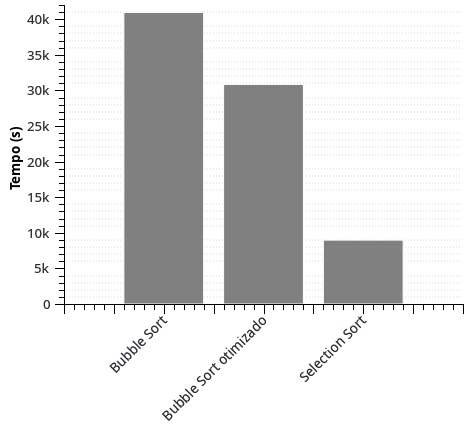 40k
35k
30k
25k
20k
15k
10k
5k
0
Tempo (s)
Bubble Sort
Bubble Sort otimizado
Selection Sort